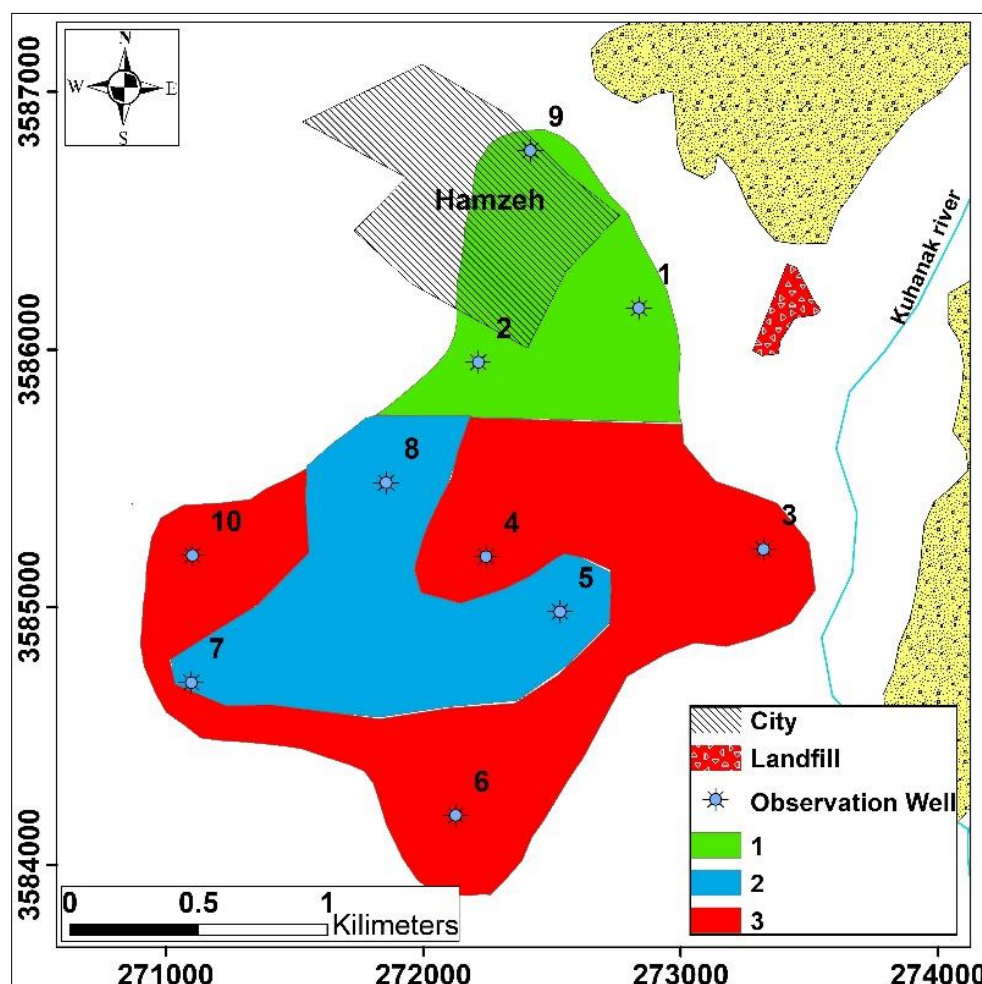 N
W E
S
3587000
3586000
3585000
3584000
9
Hamzeh
1
2
Kuhanak river
8
10
4
3
5
7
6
City
Landfill
Observation Well
1
2
3
0 0.5 1
Kilimeters
271000 272000 273000 274000